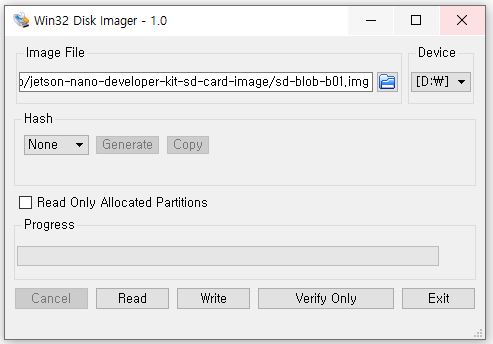 Win32 Disk Imager - 1.0
Image File
Device
o/jetson-nano-developer-kit-sd-card-image/sd-blob-b01.img
[D:₩]
Hash
None
Generate
Copy
Read Only Allocated Partitions
Progress
Cancel
Read
Write
Verify Only
Exit